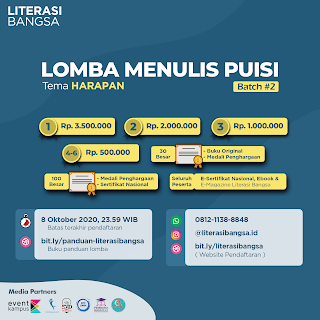 LITERASI
BANGSA
LOMBA MENULIS PUISI
Tema HARAPAN
Batch #2
1 Rp. 3.500.000
2 Rp. 2.000.000
3 Rp. 1.000.000
4-6 Rp. 500.000
30 Besar
- Buku Original
- Medali Penghargaan
100 Besar
- Medali Penghargaan
- Sertifikat Nasional
Seluruh Peserta
E-Sertifikat Nasional, Ebook &
E-Magazine Literasi Bangsa
8 Oktober 2020, 23.59 WIB
Batas terakhir pendaftaran
bit.ly/panduan-literasibangsa
Buku panduan lomba
0812-1138-8848
@literasibangsa.id
bit.ly/literasibangsa
( Website Pendaftaran )
Media Partners
event
kampus